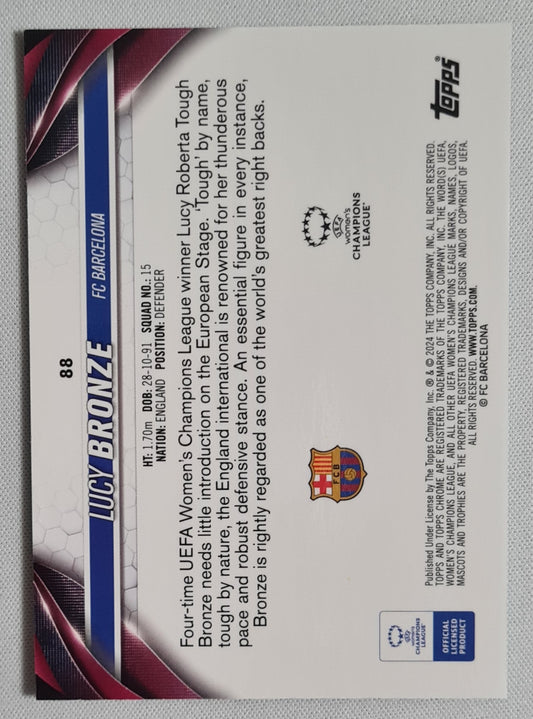 88
LUCY BRONZE FC BARCELONA
HT: 1.70m DOB: 28-10-91 SQUAD NO.: 15
NATION: ENGLAND POSITION: DEFENDER
Four-time UEFA Women's Champions League winner Lucy Roberta Tough
Bronze needs little introduction on the European Stage. 'Tough' by name,
tough by nature, the England international is renowned for her thunderous
pace and robust defensive stance. An essential figure in every instance,
Bronze is rightly regarded as one of the world's greatest right backs.
FCB
UEFA
women's
CHAMPIONS
LEAGUE
UEFA
women's
CHAMPIONS
LEAGUE
OFFICIAL
LICENSED
PRODUCT
Published Under License by The Topps Company, Inc. ® & © 2024 THE TOPPS COMPANY, INC. ALL RIGHTS RESERVED.
TOPPS AND TOPPS CHROME ARE REGISTERED TRADEMARKS OF THE TOPPS COMPANY, INC. THE WORD(S) UEFA,
WOMEN'S CHAMPIONS LEAGUE, AND ALL OTHER UEFA WOMEN'S CHAMPIONS LEAGUE MARKS, NAMES, LOGOS,
MASCOTS AND TROPHIES ARE THE PROPERTY, REGISTERED TRADEMARKS, DESIGNS AND/OR COPYRIGHT OF UEFA.
ALL RIGHTS RESERVED. WWW.TOPPS.COM.
© FC BARCELONA
topps®